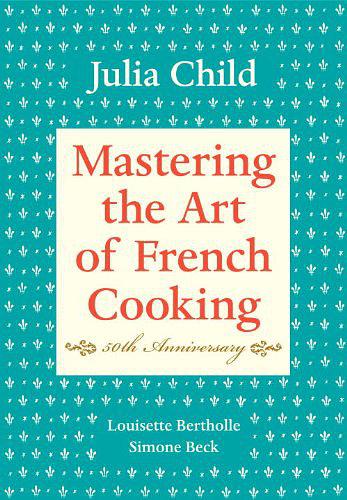 Julia Child
Mastering
the Art
of French
Cooking
50th Anniversary
Louisette Bertholle
Simone Beck